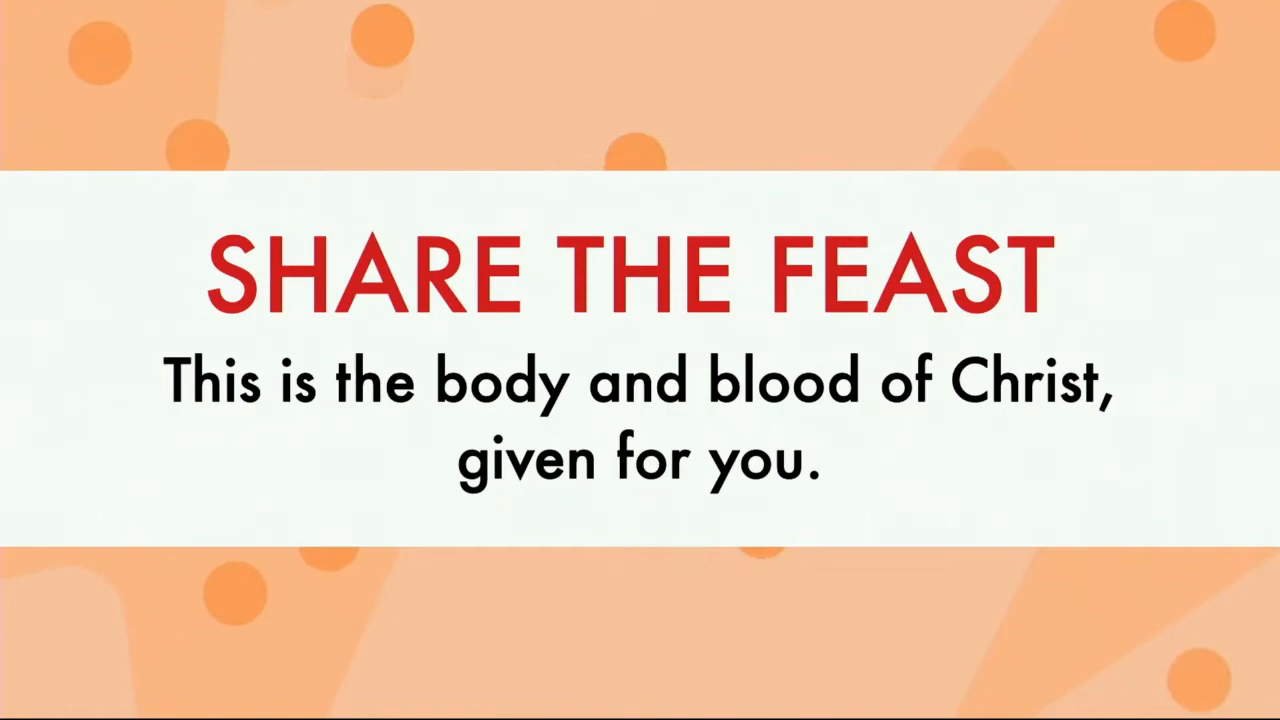 SHARE THE FEAST
This is the body and blood of Christ,
given for you.